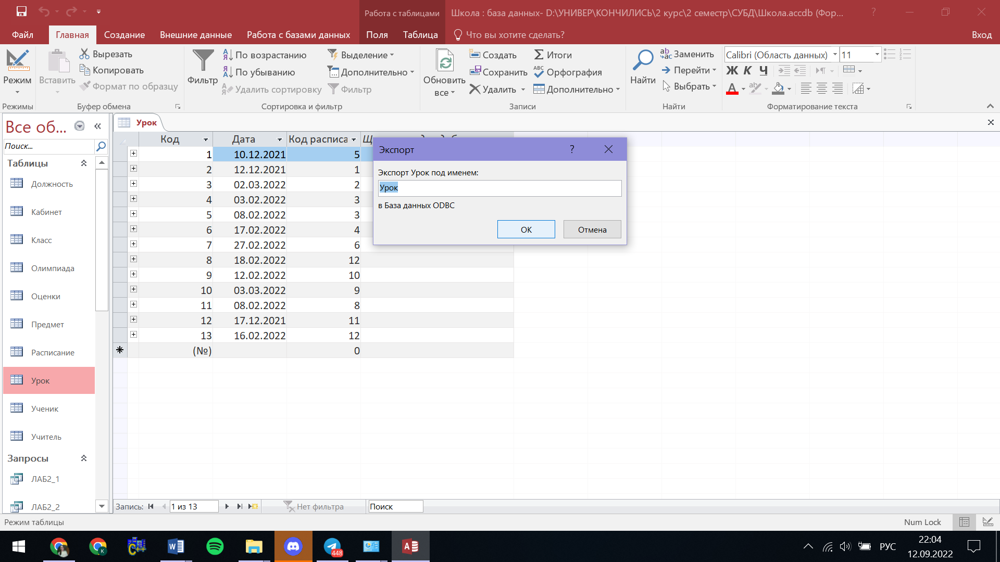 Работа с таблицами
Школа : база данных- D:\УНИВЕР\КОНЧИЛИСЬ\2 курс\2 семестр\СУБД\Школа.accdb (Фор...
Файл Главная Создание Внешние данные Работа с базами данных Поля Таблица Что вы хотите сделать? Вход
Режим
Режимы
Вставить
Вырезать
Копировать
Формат по образцу
Буфер обмена
Фильтр
По возрастанию
По убыванию
Удалить сортировку
Выделение
Дополнительно
Фильтр
Сортировка и фильтр
Обновить
все
Создать
Сохранить
Удалить
Итоги
Орфография
Дополнительно
Записи
Найти
Заменить
Перейти
Выбрать
Найти
Calibri (Область данных) 11
Ж К Ч
Форматирование текста
Все об...
Поиск...
Таблицы
Должность
Кабинет
Класс
Олимпиада
Оценки
Предмет
Расписание
Урок
Ученик
Учитель
Запросы
ЛАБ2_1
ЛАБ2_2
Урок
Код Дата Код расписа
1 10.12.2021 5
2 12.12.2021 1
3 02.03.2022 2
4 03.02.2022 3
5 08.02.2022 3
6 17.02.2022 4
7 27.02.2022 6
8 18.02.2022 12
9 12.02.2022 10
10 03.03.2022 9
11 08.02.2022 8
12 17.12.2021 11
13 16.02.2022 12
(№) 0
Экспорт
Экспорт Урок под именем:
Урок
в База данных ODBC
ОК Отмена
Запись: 1 из 13 Нет фильтра Поиск
Режим таблицы Num Lock
448
РУС
22:04
12.09.2022